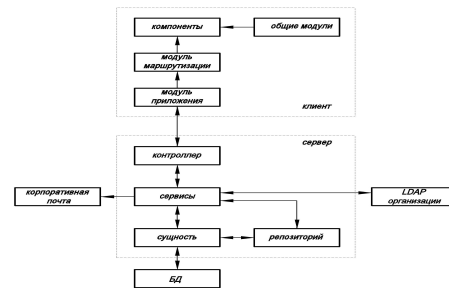 компоненты
общие модули
модуль
маршрутизации
модуль
приложения
клиент
сервер
контроллер
корпоративная
почта
сервисы
LDAP
организации
сущность
репозиторий
БД